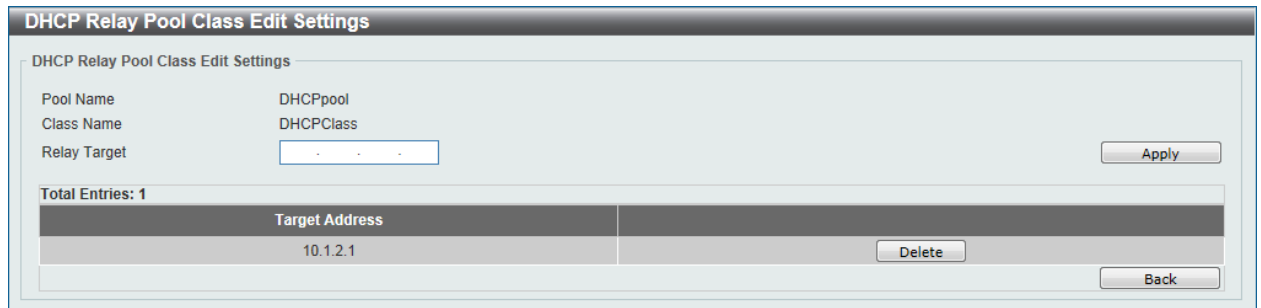 DHCP Relay Pool Class Edit Settings
DHCP Relay Pool Class Edit Settings
Pool Name DHCPpool
Class Name DHCPClass
Relay Target . . . Apply
Total Entries: 1
Target Address
10.1.2.1 Delete
Back